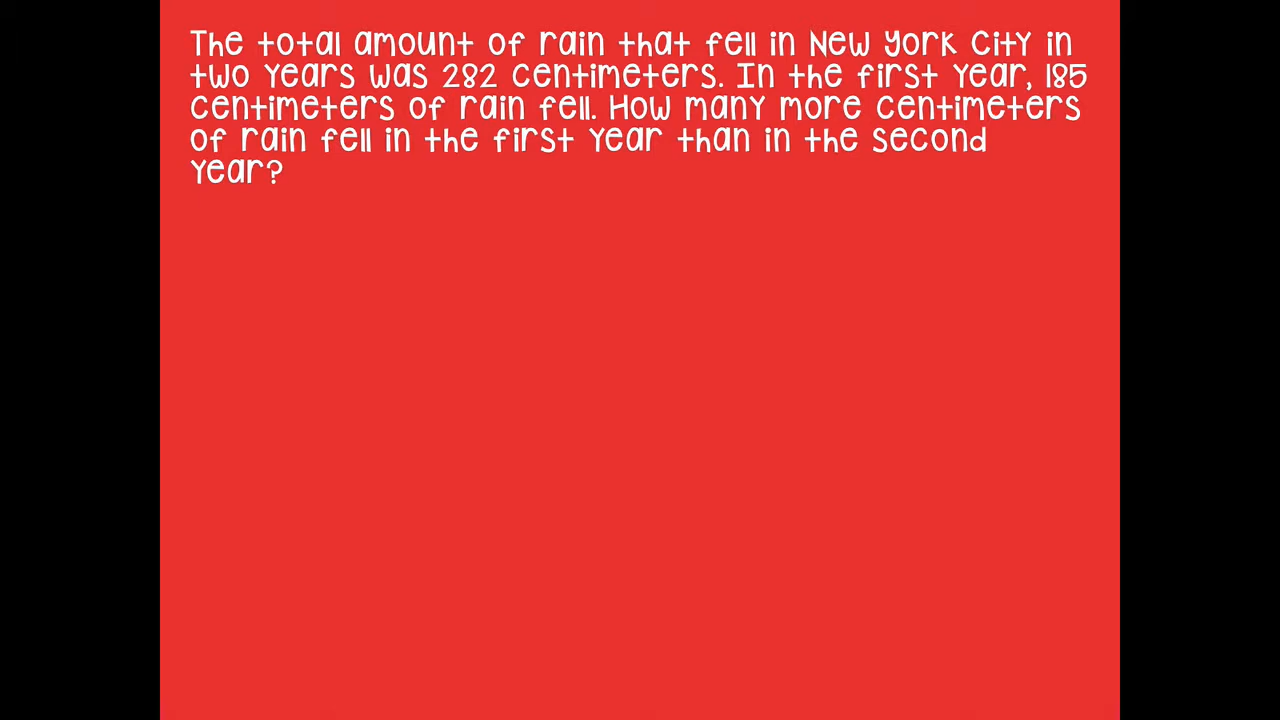 The total amount of rain that fell in New York City in
two years was 282 centimeters. In the first year, 185
centimeters of rain fell. How many more centimeters
of rain fell in the first year than in the second
year?